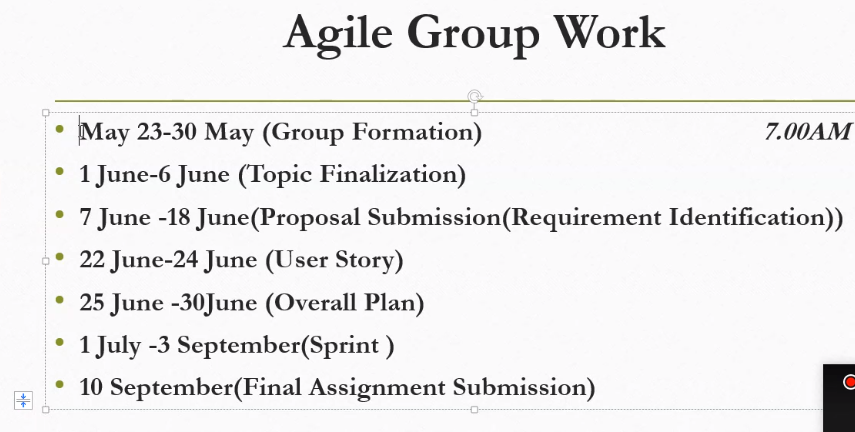 Agile Group Work
May 23-30 May (Group Formation) 7.00AM
1 June-6 June (Topic Finalization)
7 June -18 June(Proposal Submission(Requirement Identification))
22 June-24 June (User Story)
25 June -30June (Overall Plan)
1 July -3 September(Sprint )
10 September(Final Assignment Submission)